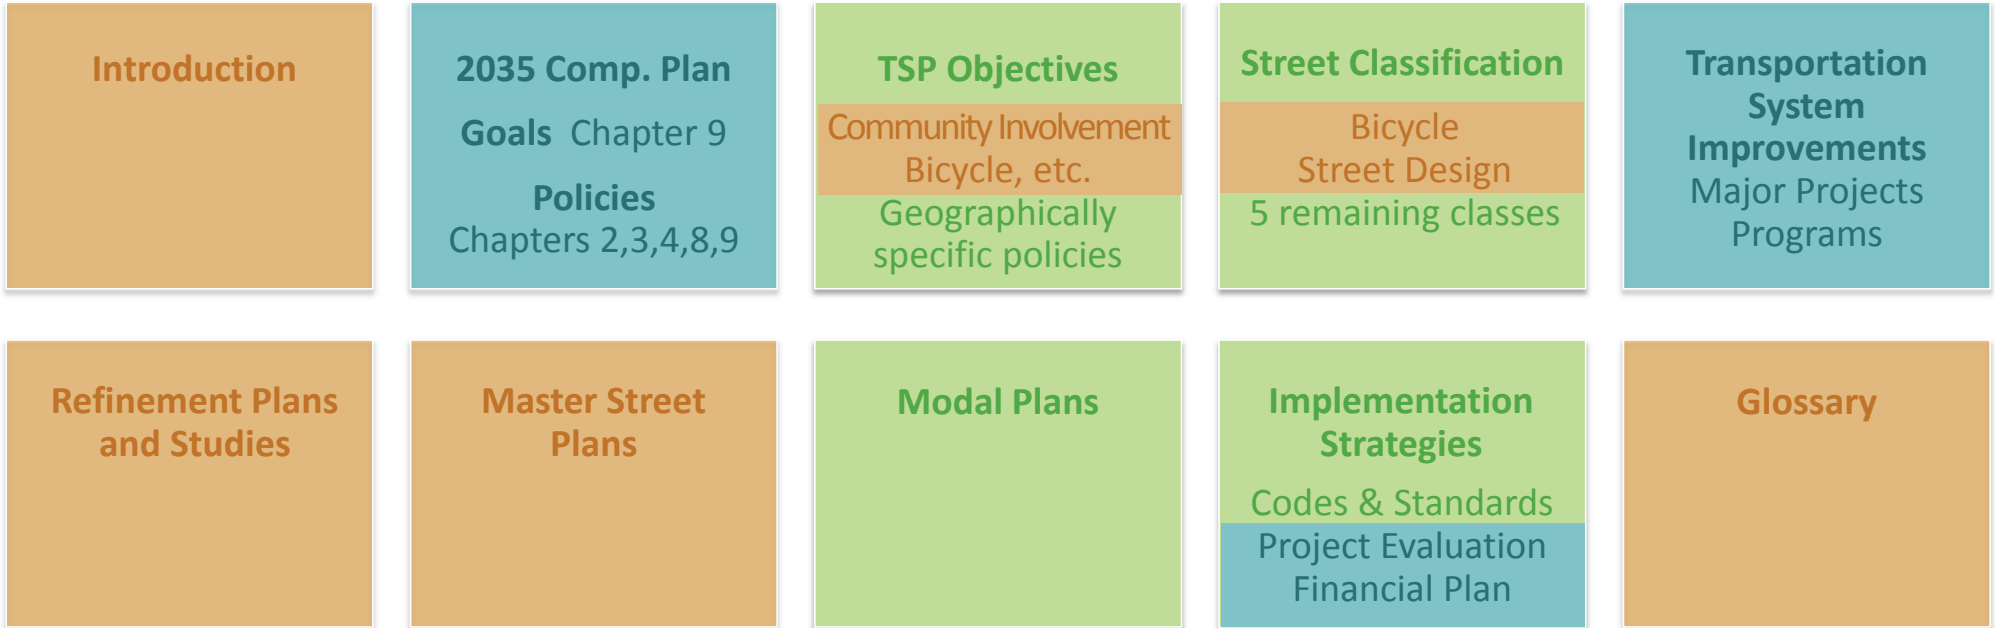 Introduction
2035 Comp. Plan
Goals Chapter 9
Policies
Chapters 2,3,4,8,9
TSP Objectives
Community Involvement
Bicycle, etc.
Geographically
specific policies
Street Classification
Bicycle
Street Design
5 remaining classes
Transportation
System
Improvements
Major Projects
Programs
Refinement Plans
and Studies
Master Street
Plans
Modal Plans
Implementation
Strategies
Codes & Standards
Project Evaluation
Financial Plan
Glossary